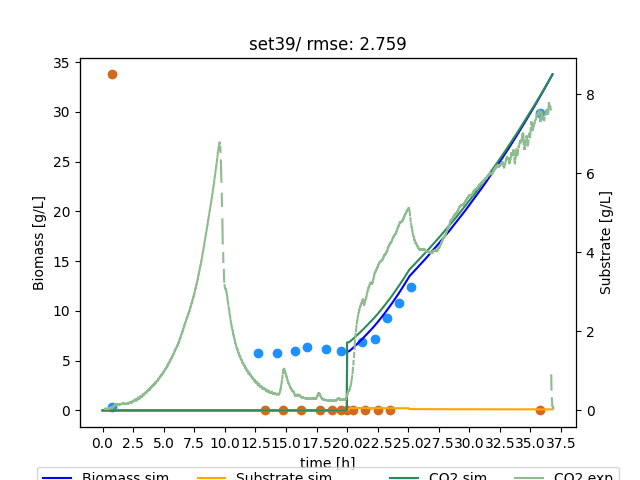 set39/ rmse: 2.759
35
30
25
20
15
10
5
0
Biomass [g/L]
8
6
4
2
0
Substrate [g/L]
0.0 2.5 5.0 7.5 10.0 12.5 15.0 17.5 20.0 22.5 25.0 27.5 30.0 32.5 35.0 37.5
time [h]
Biomass sim Substrate sim CO2 sim CO2 exp